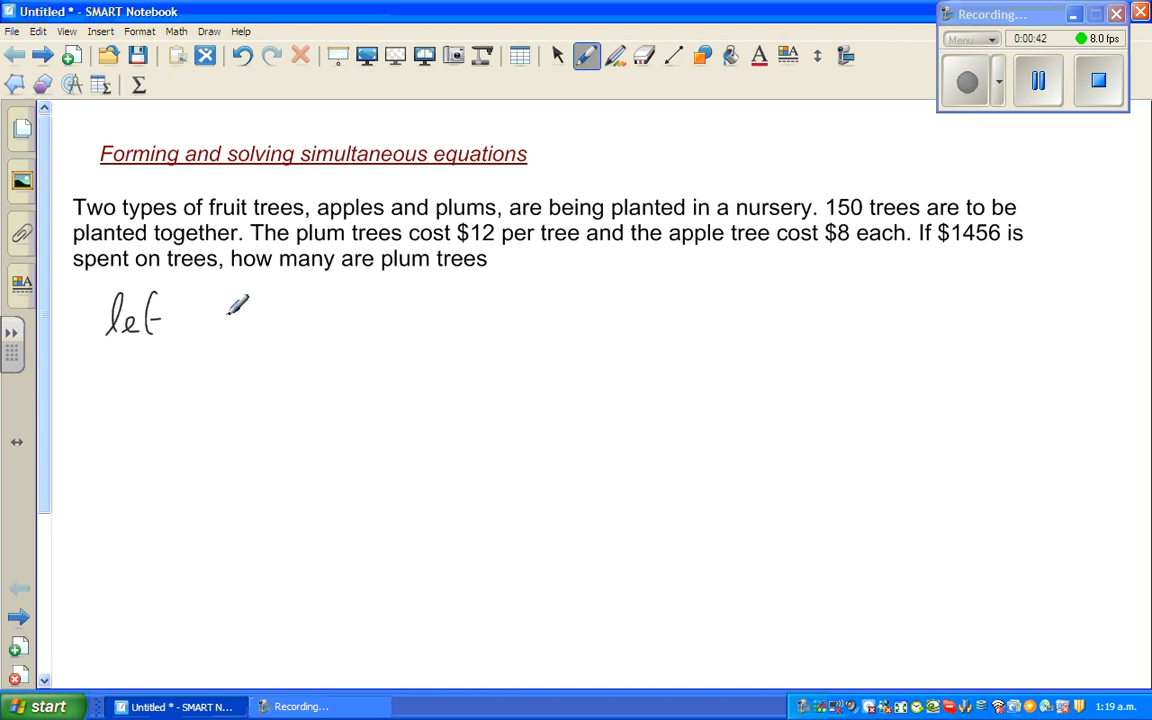 Untitled * - SMART Notebook
Recording...
File Edit View Insert Format Math Draw Help
Menu 0:00:42 8.0 fps
Forming and solving simultaneous equations
Two types of fruit trees, apples and plums, are being planted in a nursery. 150 trees are to be
planted together. The plum trees cost $12 per tree and the apple tree cost $8 each. If $1456 is
spent on trees, how many are plum trees
let
start Untitled * - SMART N... Recording... 1:19 a.m.